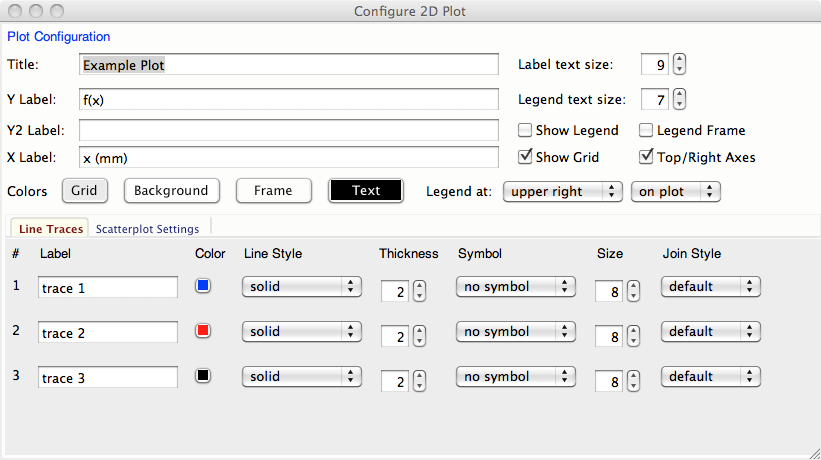 Configure 2D Plot
Plot Configuration
Title: Example Plot Label text size: 9
Y Label: f(x) Legend text size: 7
Y2 Label: Show Legend Legend Frame
X Label: x (mm) Show Grid Top/Right Axes
Colors Grid Background Frame Text Legend at: upper right on plot
Line Traces Scatterplot Settings
# Label Color Line Style Thickness Symbol Size Join Style
1 trace 1 solid 2 no symbol 8 default
2 trace 2 solid 2 no symbol 8 default
3 trace 3 solid 2 no symbol 8 default